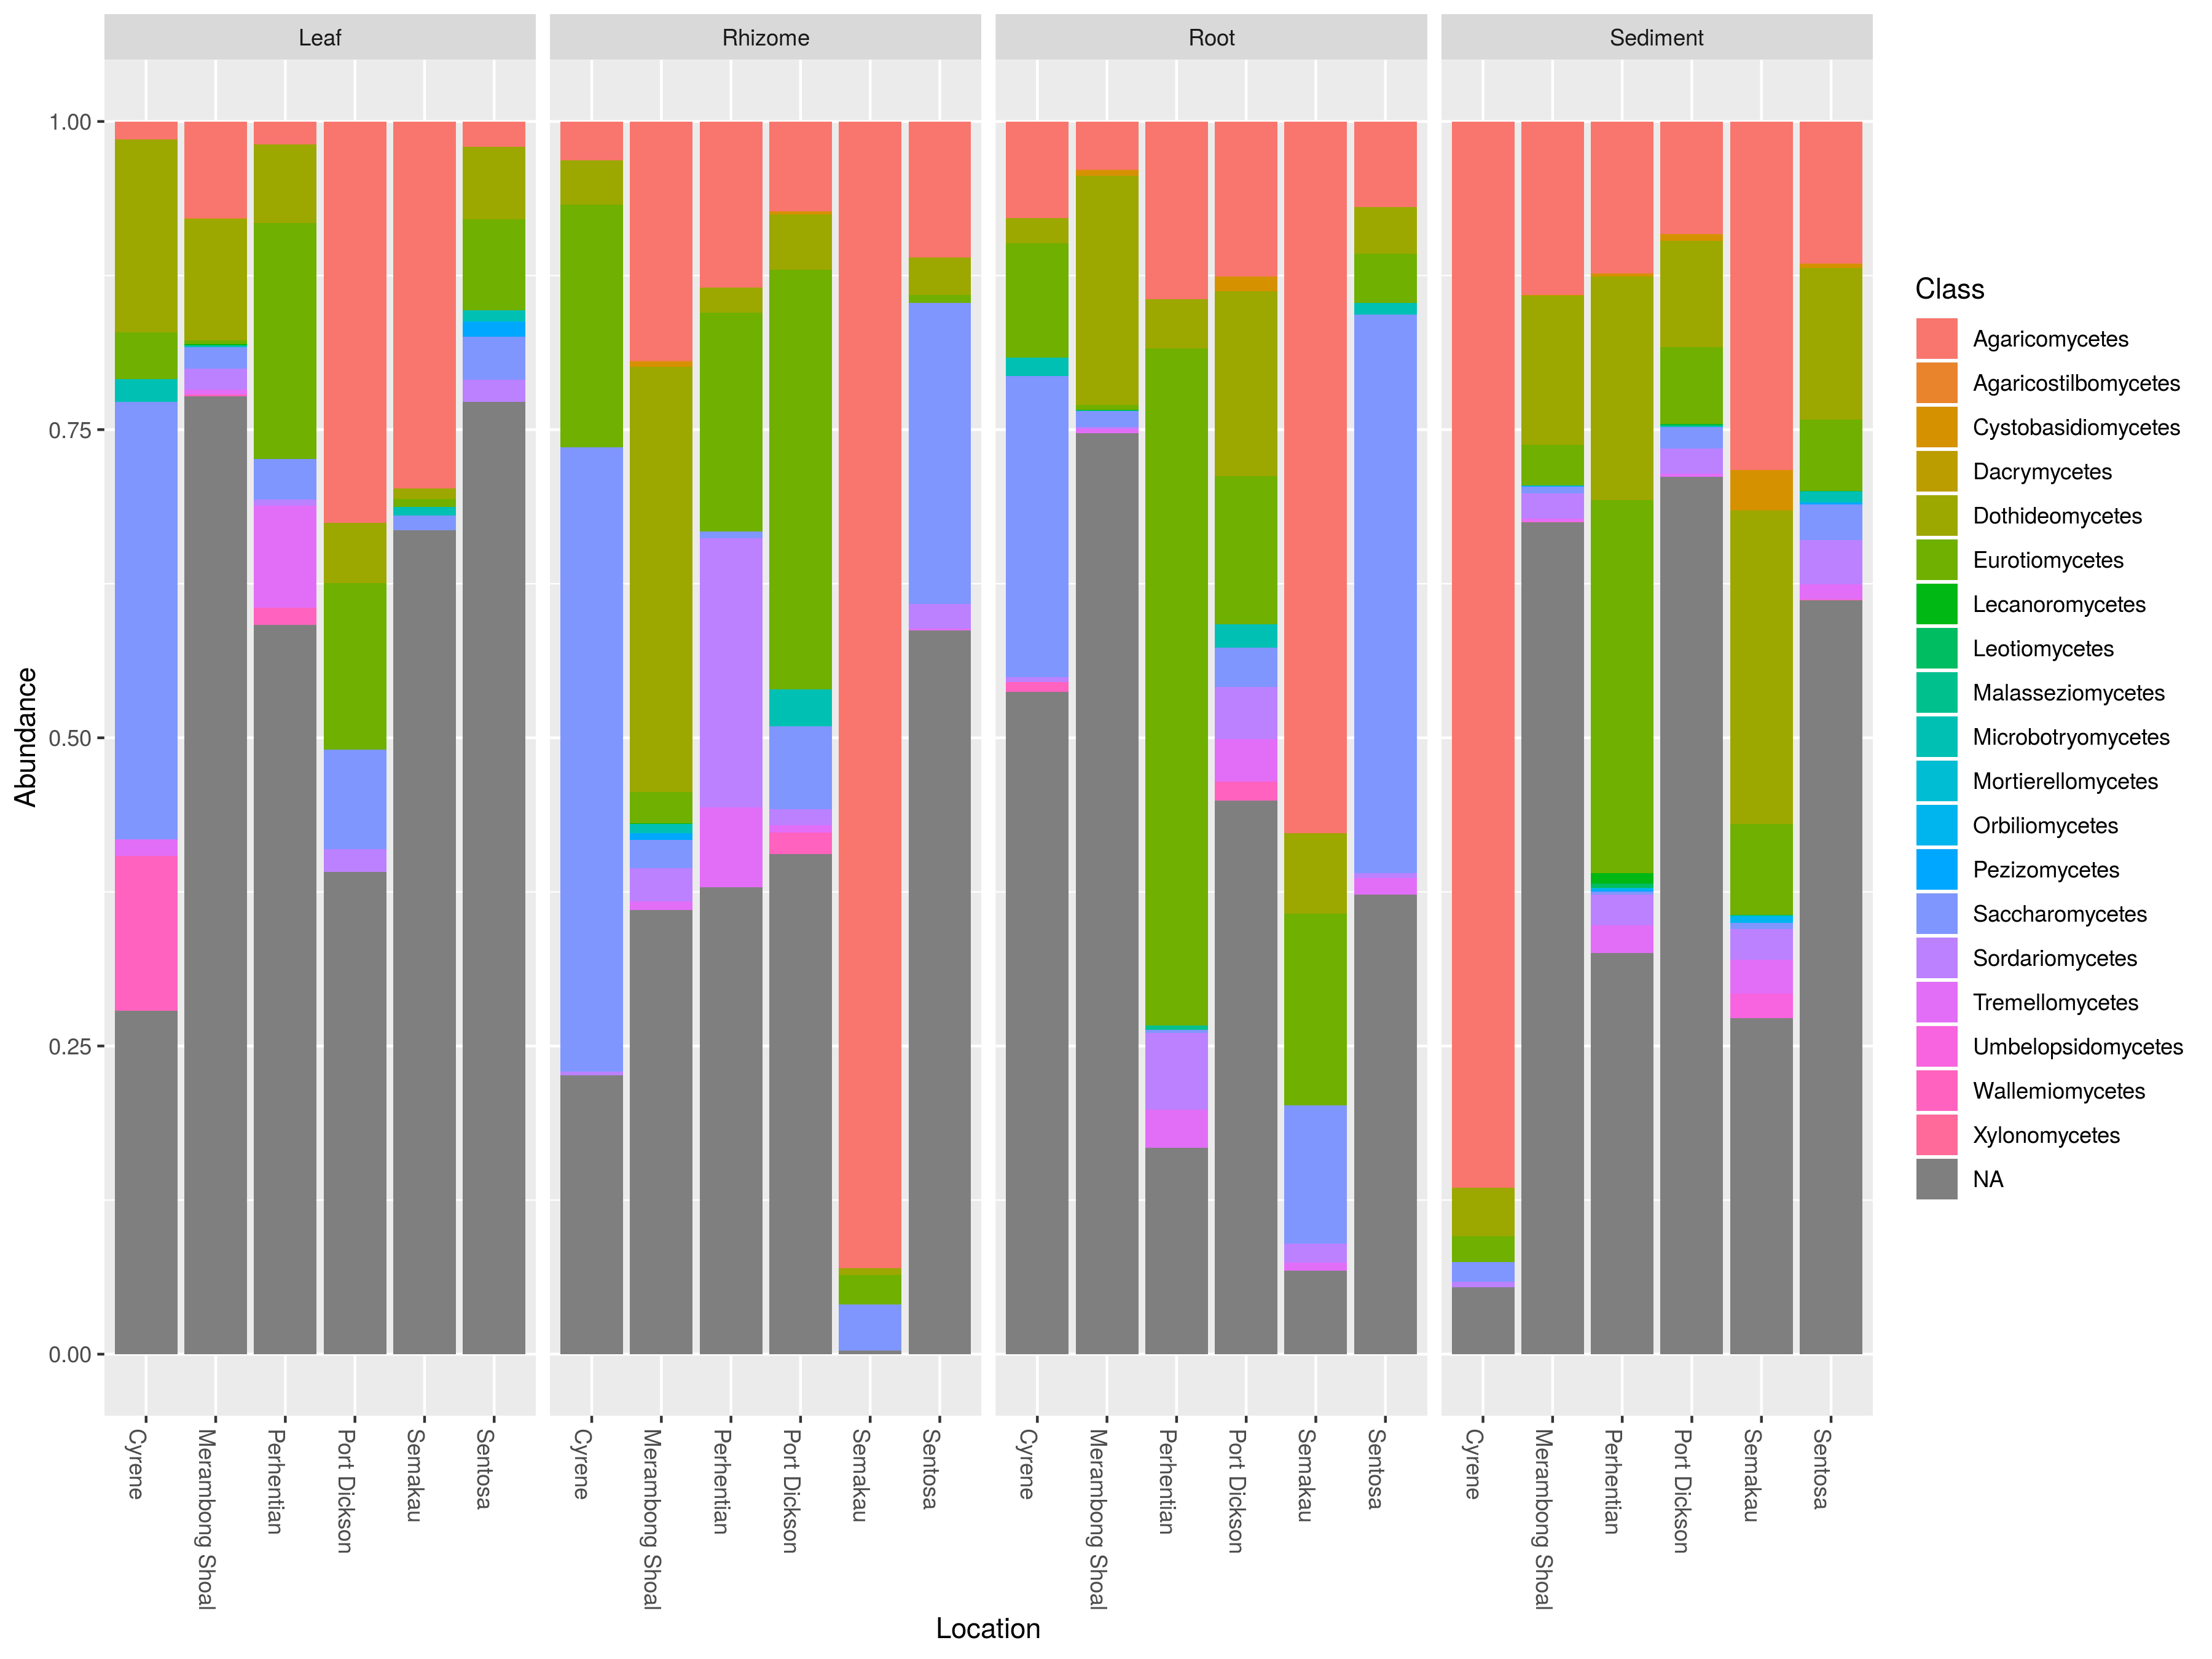 Leaf
Rhizome
Root
Sediment
1.00
0.75
0.50
0.25
0.00
Abundance
Cyrene
Merambong Shoal
Perhentian
Port Dickson
Semakau
Sentosa
Cyrene
Merambong Shoal
Perhentian
Port Dickson
Semakau
Sentosa
Cyrene
Merambong Shoal
Perhentian
Port Dickson
Semakau
Sentosa
Cyrene
Merambong Shoal
Perhentian
Port Dickson
Semakau
Sentosa
Location
Class
Agaricomycetes
Agaricostilbomycetes
Cystobasidiomycetes
Dacrymycetes
Dothideomycetes
Eurotiomycetes
Lecanoromycetes
Leotiomycetes
Malasseziomycetes
Microbotryomycetes
Mortierellomycetes
Orbiliomycetes
Pezizomycetes
Saccharomycetes
Sordariomycetes
Tremellomycetes
Umbelopsidomycetes
Wallemiomycetes
Xylonomycetes
NA